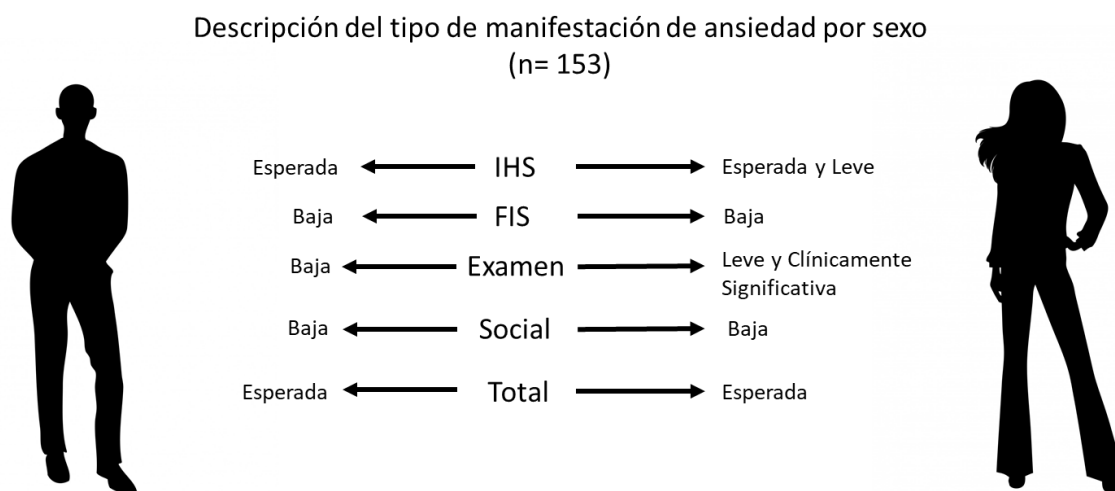 Descripción del tipo de manifestación de ansiedad por sexo
(n= 153)
Esperada IHS Esperada y Leve
Baja FIS Baja
Baja Examen Leve y Clínicamente
Significativa
Baja Social Baja
Esperada Total Esperada